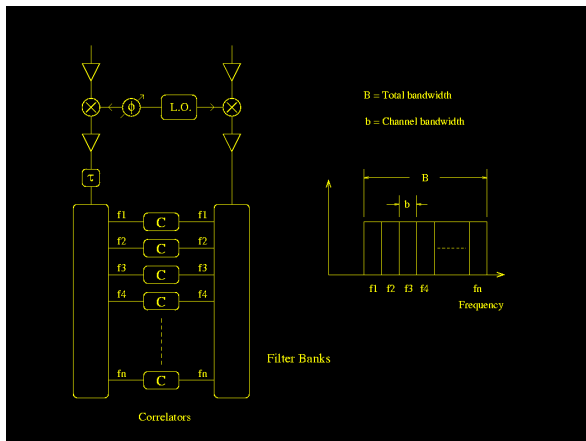 ϕ L.O.
B = Total bandwidth
b = Channel bandwidth
τ
B
b
f1 C f1
f2 C f2
f3 C f3
f4 C f4
fn C fn
f1 f2 f3 f4 fn
Frequency
Filter Banks
Correlators